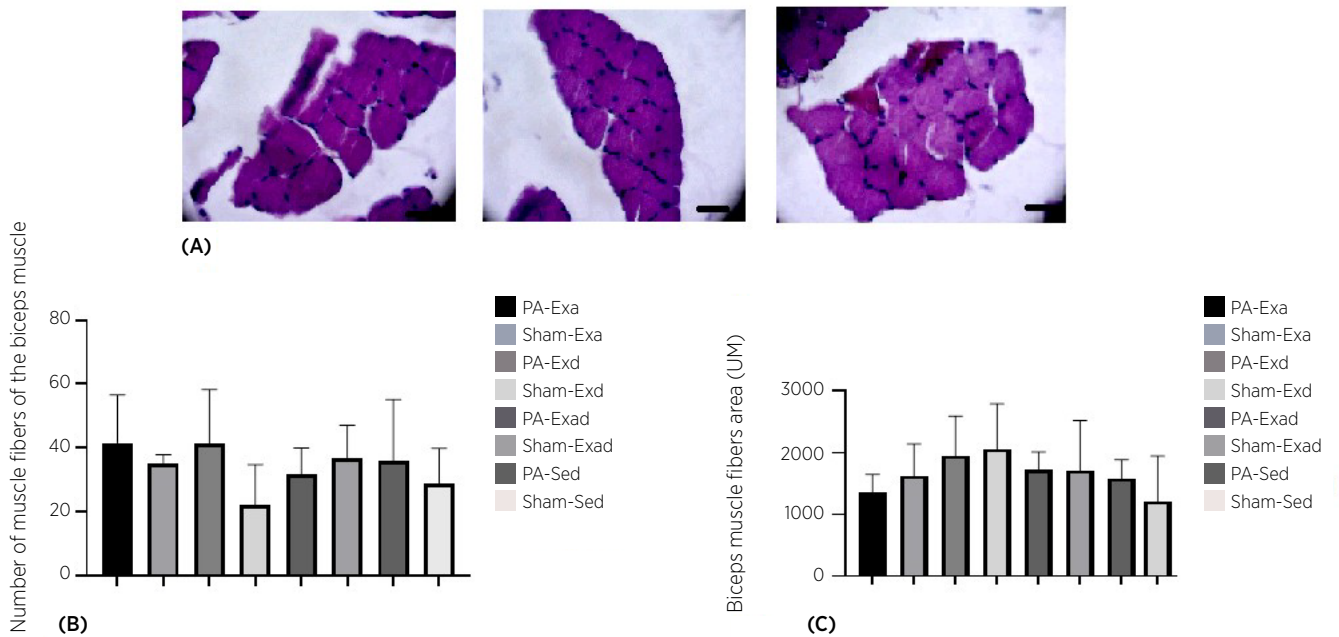 (A)
Number of muscle fibers of the biceps muscle
80
60
40
20
0
PA-Exa
Sham-Exa
PA-Exd
Sham-Exd
PA-Exad
Sham-Exad
PA-Sed
Sham-Sed
(B)
Biceps muscle fibers area (UM)
3000
2000
1000
0
PA-Exa
Sham-Exa
PA-Exd
Sham-Exd
PA-Exad
Sham-Exad
PA-Sed
Sham-Sed
(C)